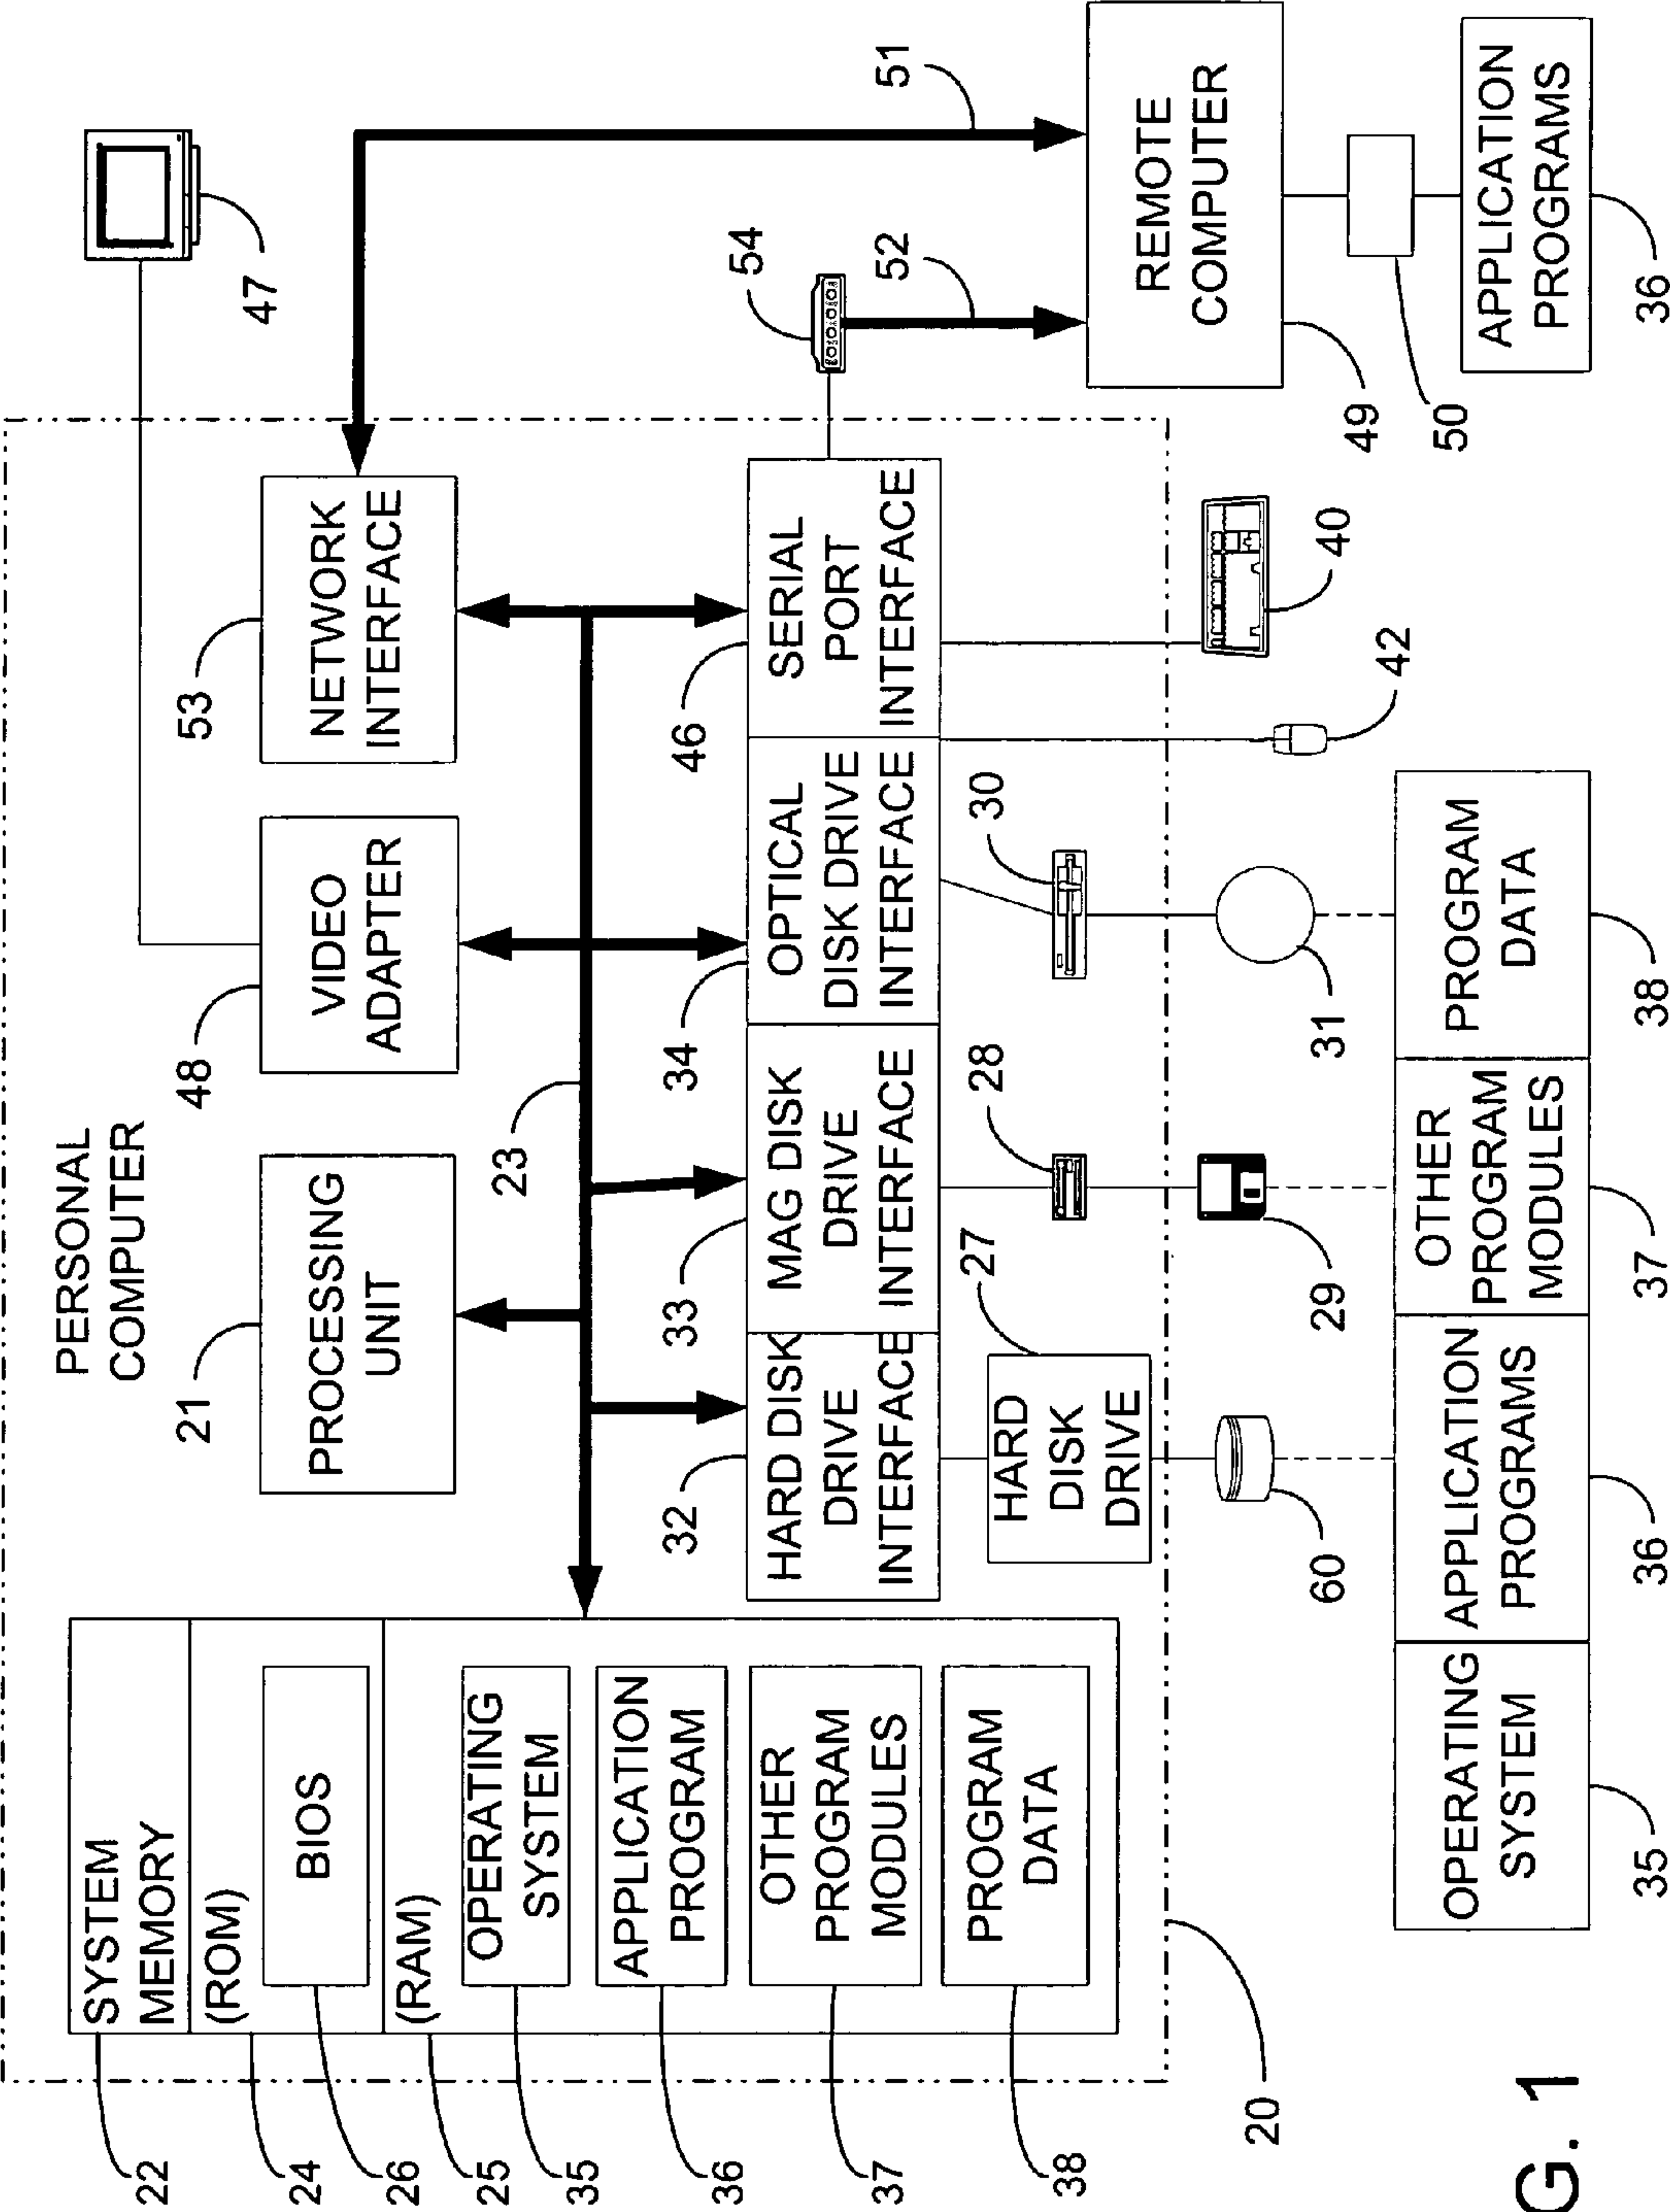 PERSONAL
COMPUTER
47
22
SYSTEM
MEMORY
24
(ROM)
26
BIOS
25
(RAM)
35
OPERATING
SYSTEM
36
APPLICATION
PROGRAM
37
OTHER
PROGRAM
MODULES
38
PROGRAM
DATA
21
PROCESSING
UNIT
48
VIDEO
ADAPTER
53
NETWORK
INTERFACE
23
32
HARD DISK
DRIVE
INTERFACE
33
MAG DISK
DRIVE
INTERFACE
34
OPTICAL
DISK DRIVE
INTERFACE
46
SERIAL
PORT
INTERFACE
54
52
51
27
HARD
DISK
DRIVE
28
30
20
60
29
31
42
40
REMOTE
COMPUTER
49
50
OPERATING
SYSTEM
35
APPLICATION
PROGRAMS
36
OTHER
PROGRAM
MODULES
37
PROGRAM
DATA
38
APPLICATION
PROGRAMS
36
G. 1